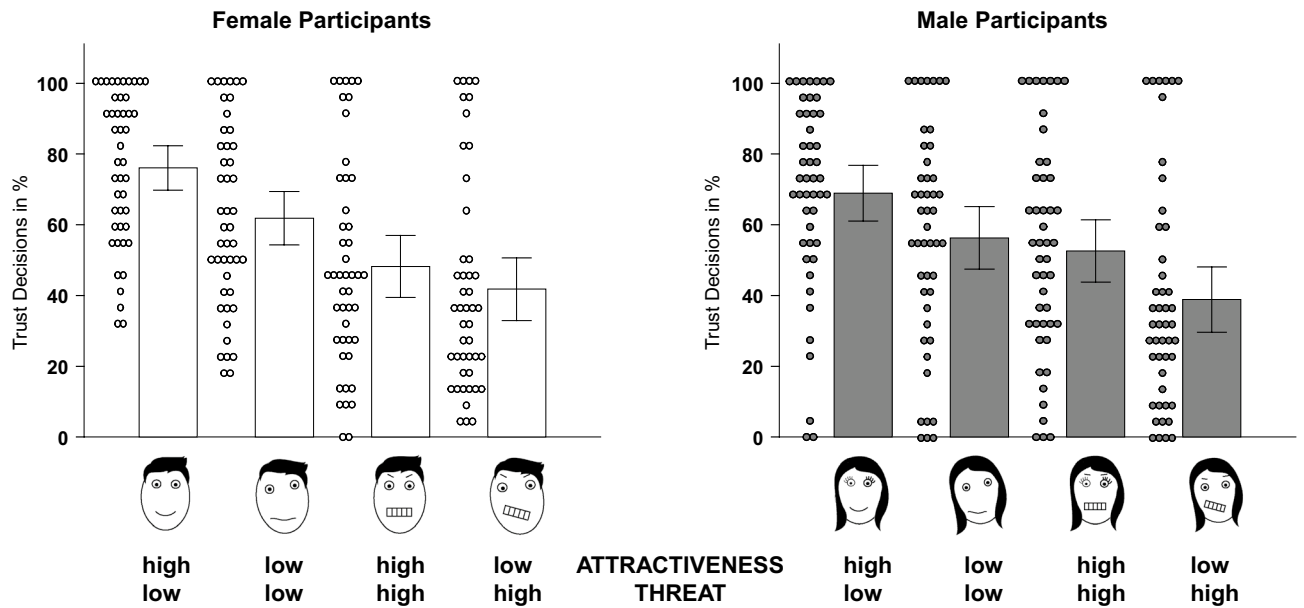 Female Participants
Male Participants
Trust Decisions in %
100
80
60
40
20
0
Trust Decisions in %
100
80
60
40
20
0
high low high low ATTRACTIVENESS high low high low
low low high high THREAT low low high high